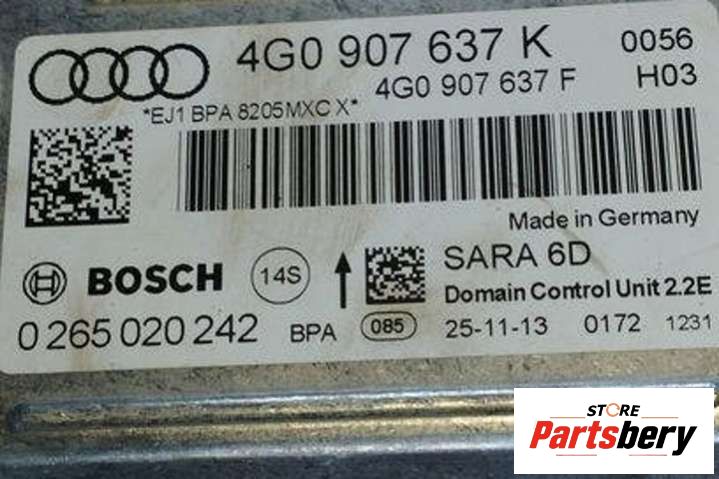 4G0 907 637 K 0056
4G0 907 637 F H03
*EJ1 BPA 8205MXC X*
Made in Germany
BOSCH 14S SARA 6D
Domain Control Unit 2.2E
0 265 020 242 BPA 085 25-11-13 0172 1231
STORE
Partsbery